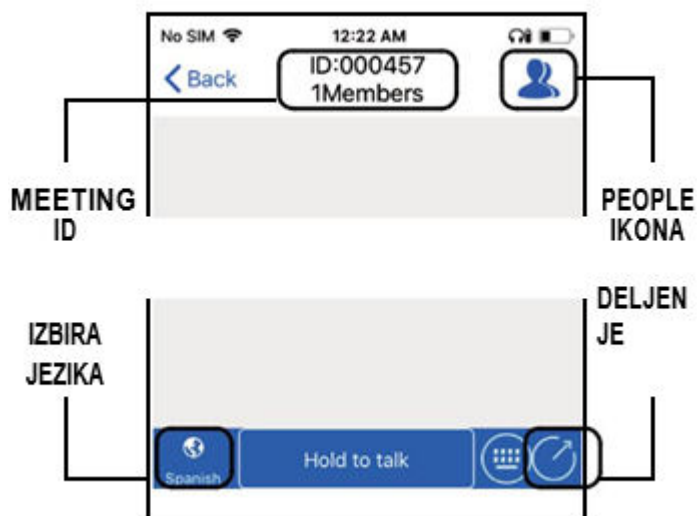 No SIM 12:22 AM
Back
ID:000457
1Members
MEETING
ID
PEOPLE
IKONA
IZBIRA
JEZIKA
DELJEN
JE
Spanish
Hold to talk